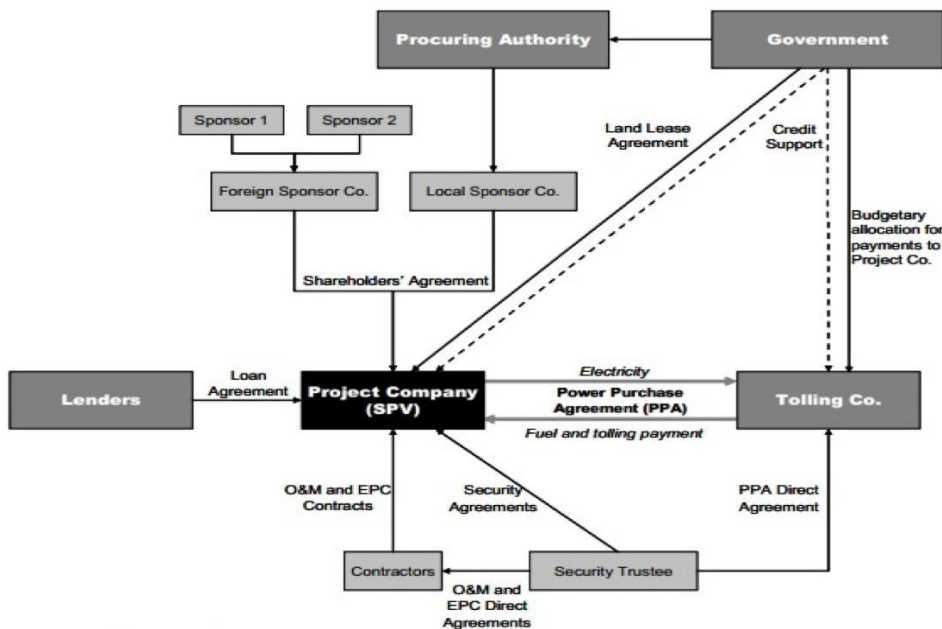 Procuring Authority
Government
Sponsor 1
Sponsor 2
Land Lease
Agreement
Credit
Support
Foreign Sponsor Co.
Local Sponsor Co.
Budgetary
allocation for
payments to
Project Co.
Shareholders' Agreement
Lenders
Loan
Agreement
Project Company
(SPV)
Electricity
Power Purchase
Agreement (PPA)
Fuel and tolling payment
Tolling Co.
O&M and EPC
Contracts
Security
Agreements
PPA Direct
Agreement
Contractors
Security Trustee
O&M and
EPC Direct
Agreements